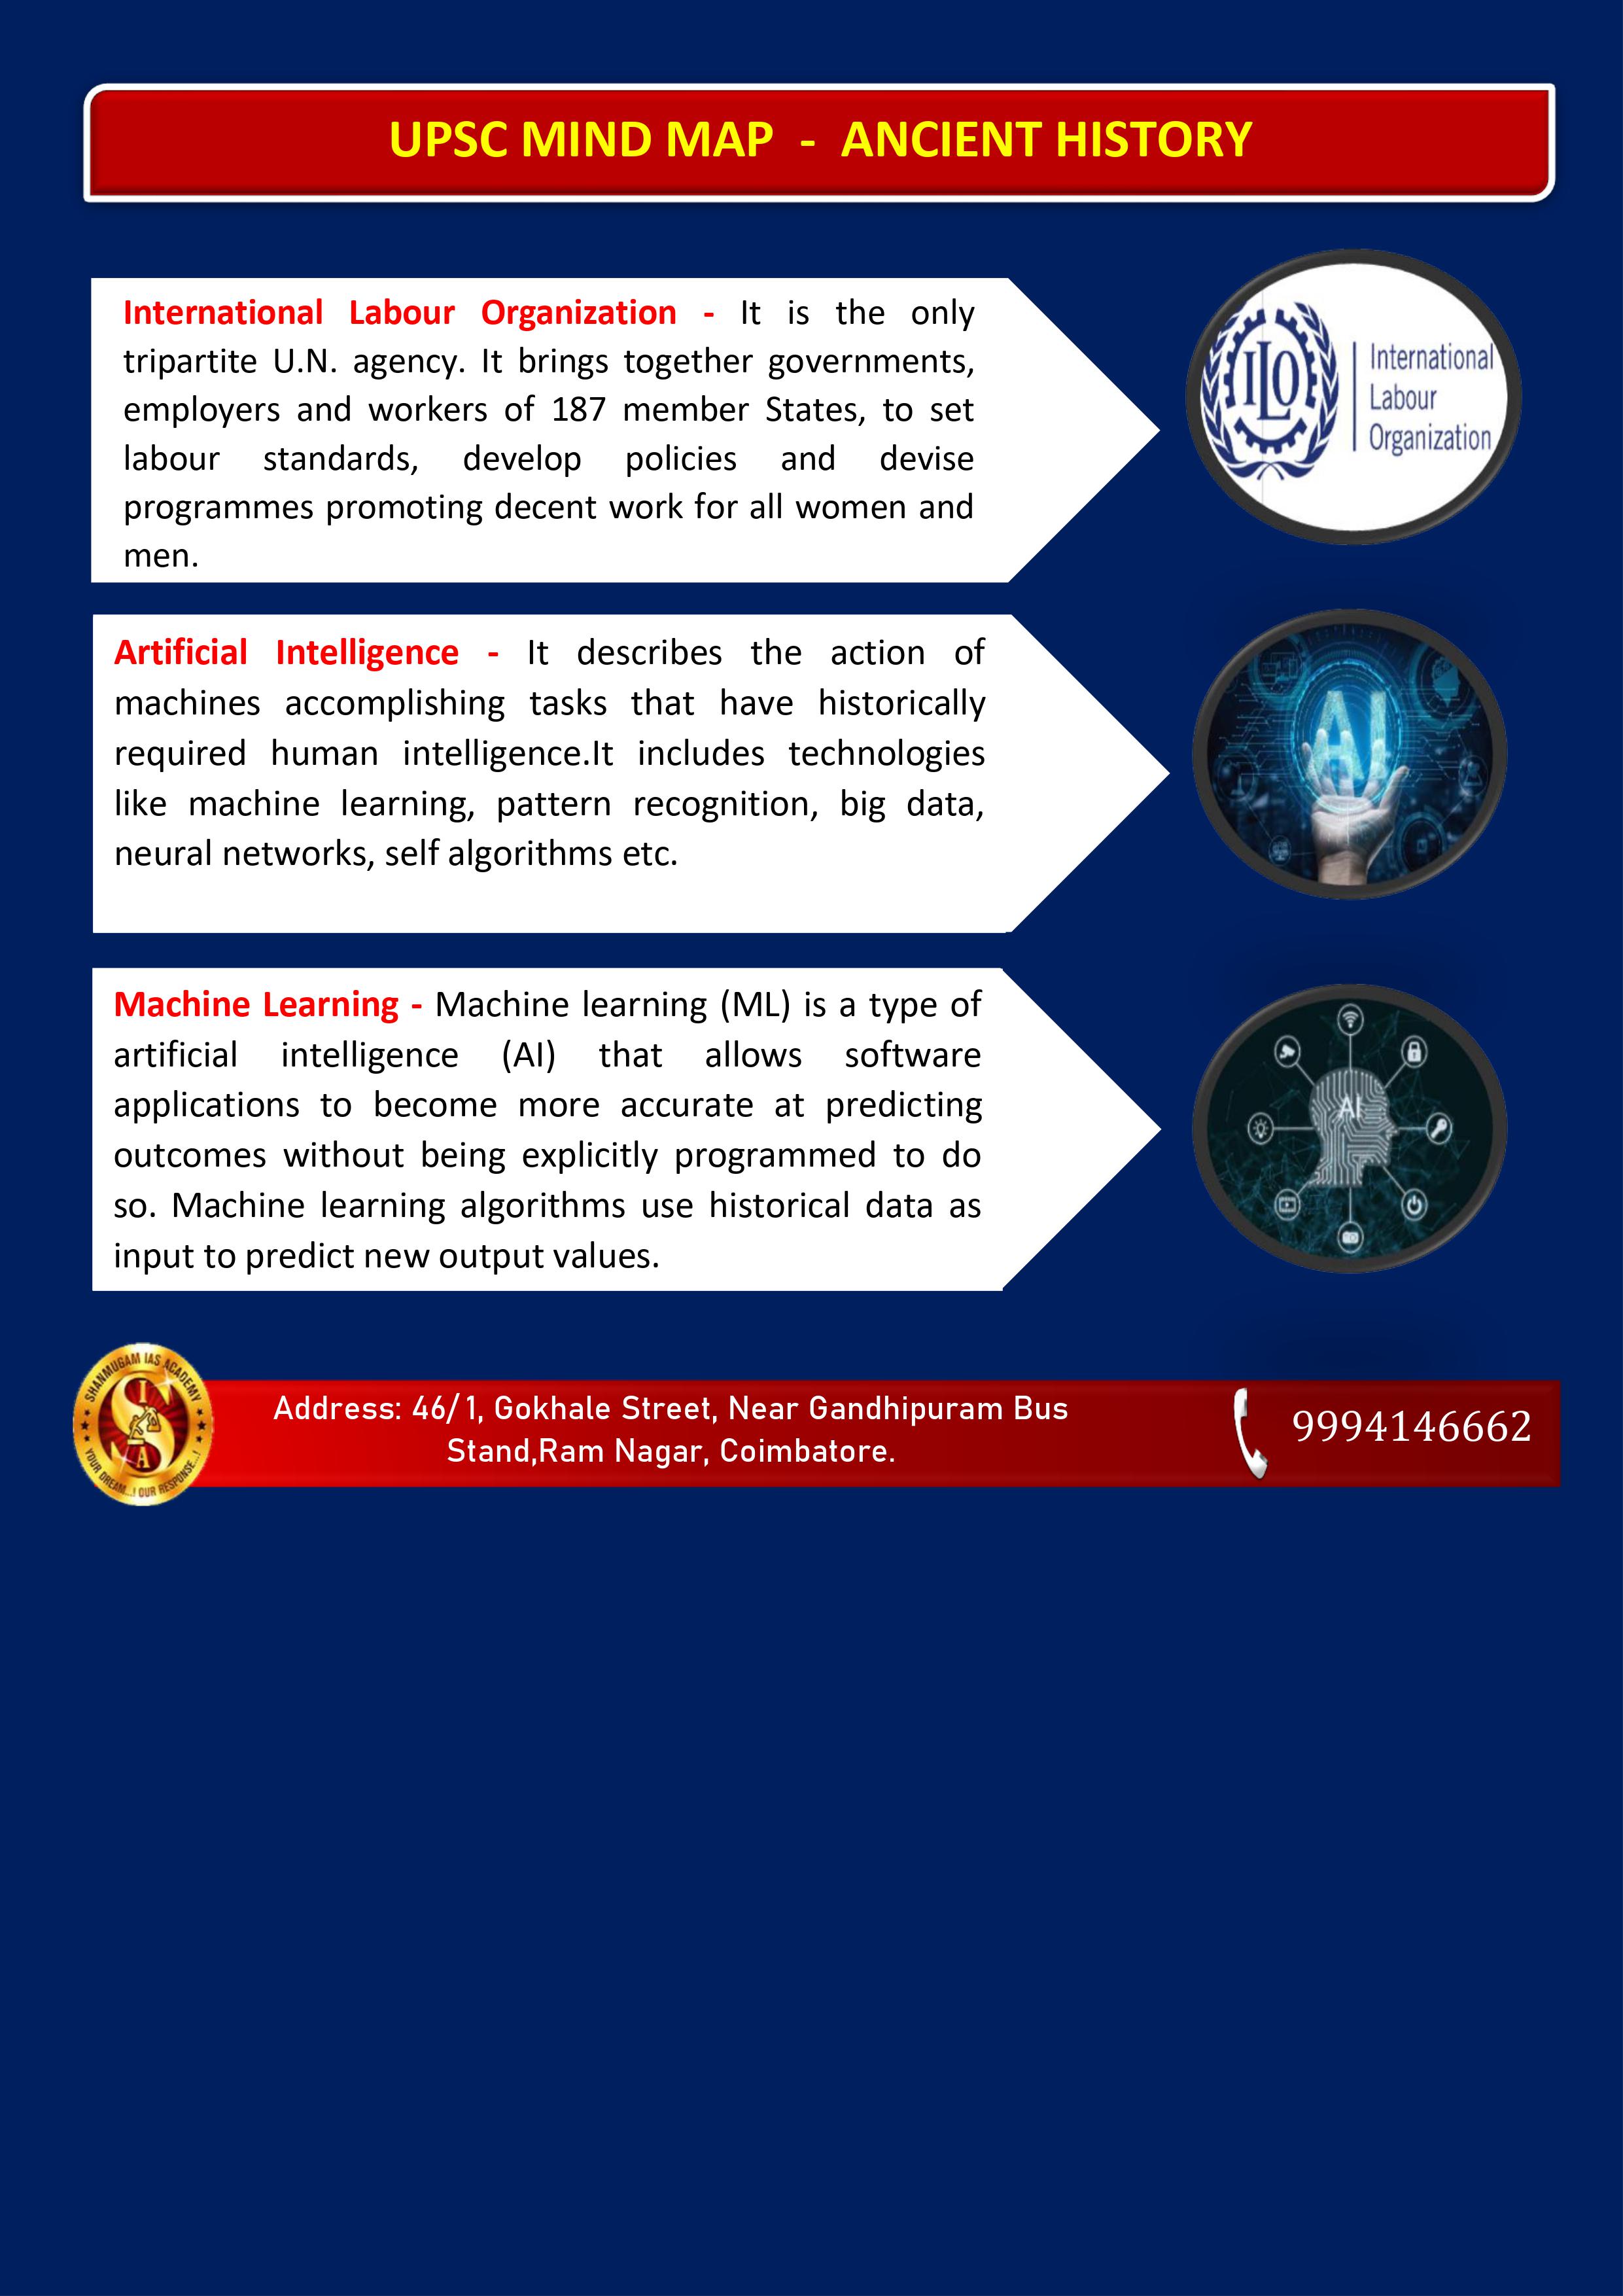 UPSC MIND MAP - ANCIENT HISTORY
International Labour Organization - It is the only
tripartite U.N. agency. It brings together governments,
employers and workers of 187 member States, to set
labour standards, develop policies and devise
programmes promoting decent work for all women and
men.
ILO
International
Labour
Organization
Artificial Intelligence - It describes the action of
machines accomplishing tasks that have historically
required human intelligence.It includes technologies
like machine learning, pattern recognition, big data,
neural networks, self algorithms etc.
AI
Machine Learning - Machine learning (ML) is a type of
artificial intelligence (AI) that allows software
applications to become more accurate at predicting
outcomes without being explicitly programmed to do
so. Machine learning algorithms use historical data as
input to predict new output values.
AI
SHANMUGAM IAS ACADEMY
S I A
YOUR DREAM...! OUR RESPONSE...!
Address: 46/1, Gokhale Street, Near Gandhipuram Bus
Stand,Ram Nagar, Coimbatore.
9994146662